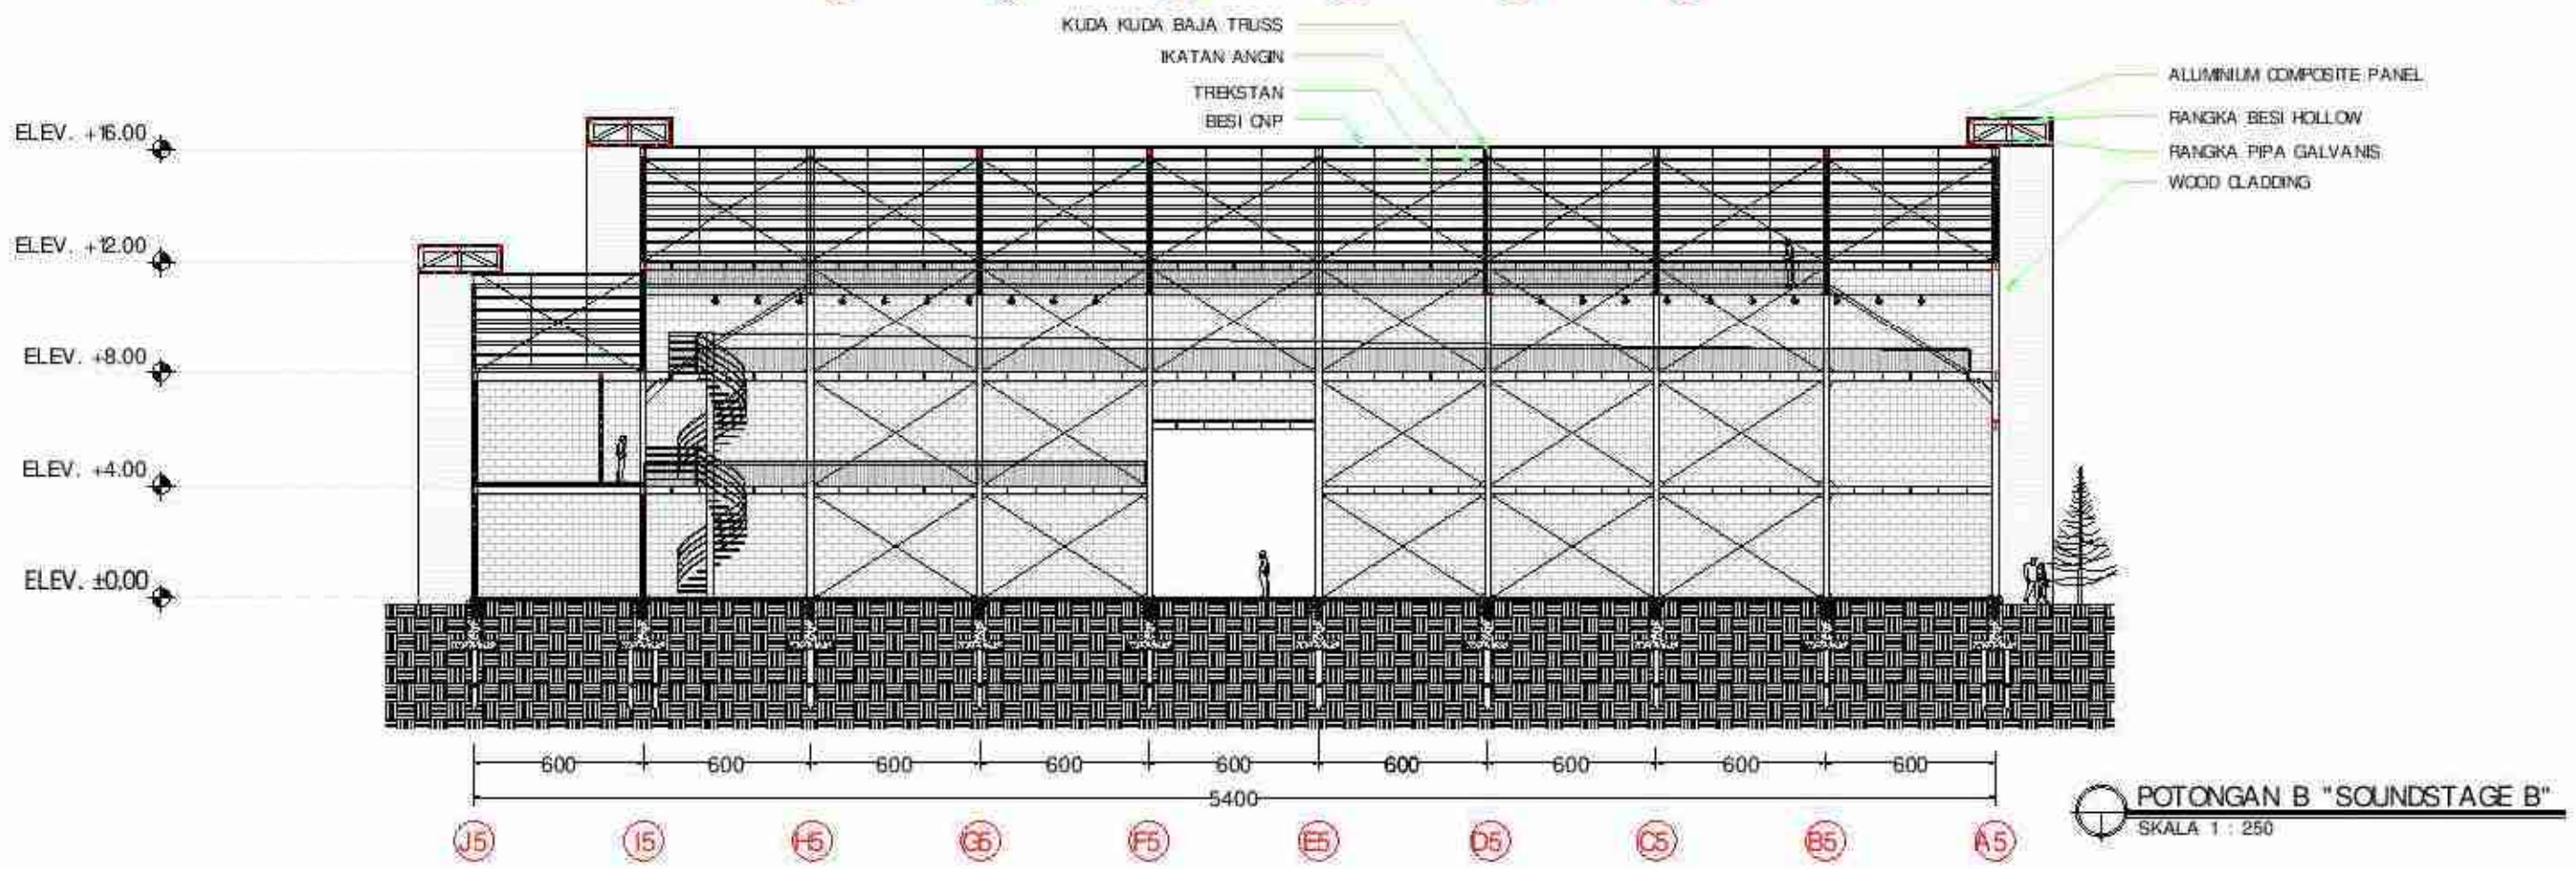 KUDA KUDA BAJA TRUSS
IKATAN ANGIN
TREKSTAN
BESI CNP
ALUMINIUM COMPOSITE PANEL
RANGKA BESI HOLLOW
RANGKA PIPA GALVANIS
WOOD CLADDING
ELEV. +16.00
ELEV. +12.00
ELEV. +8.00
ELEV. +4.00
ELEV. ±0.00
600 600 600 600 600 600 600 600 600
5400
J5 I5 H5 G5 F5 E5 D5 C5 B5 A5
POTONGAN B "SOUNDSTAGE B"
SKALA 1 : 250